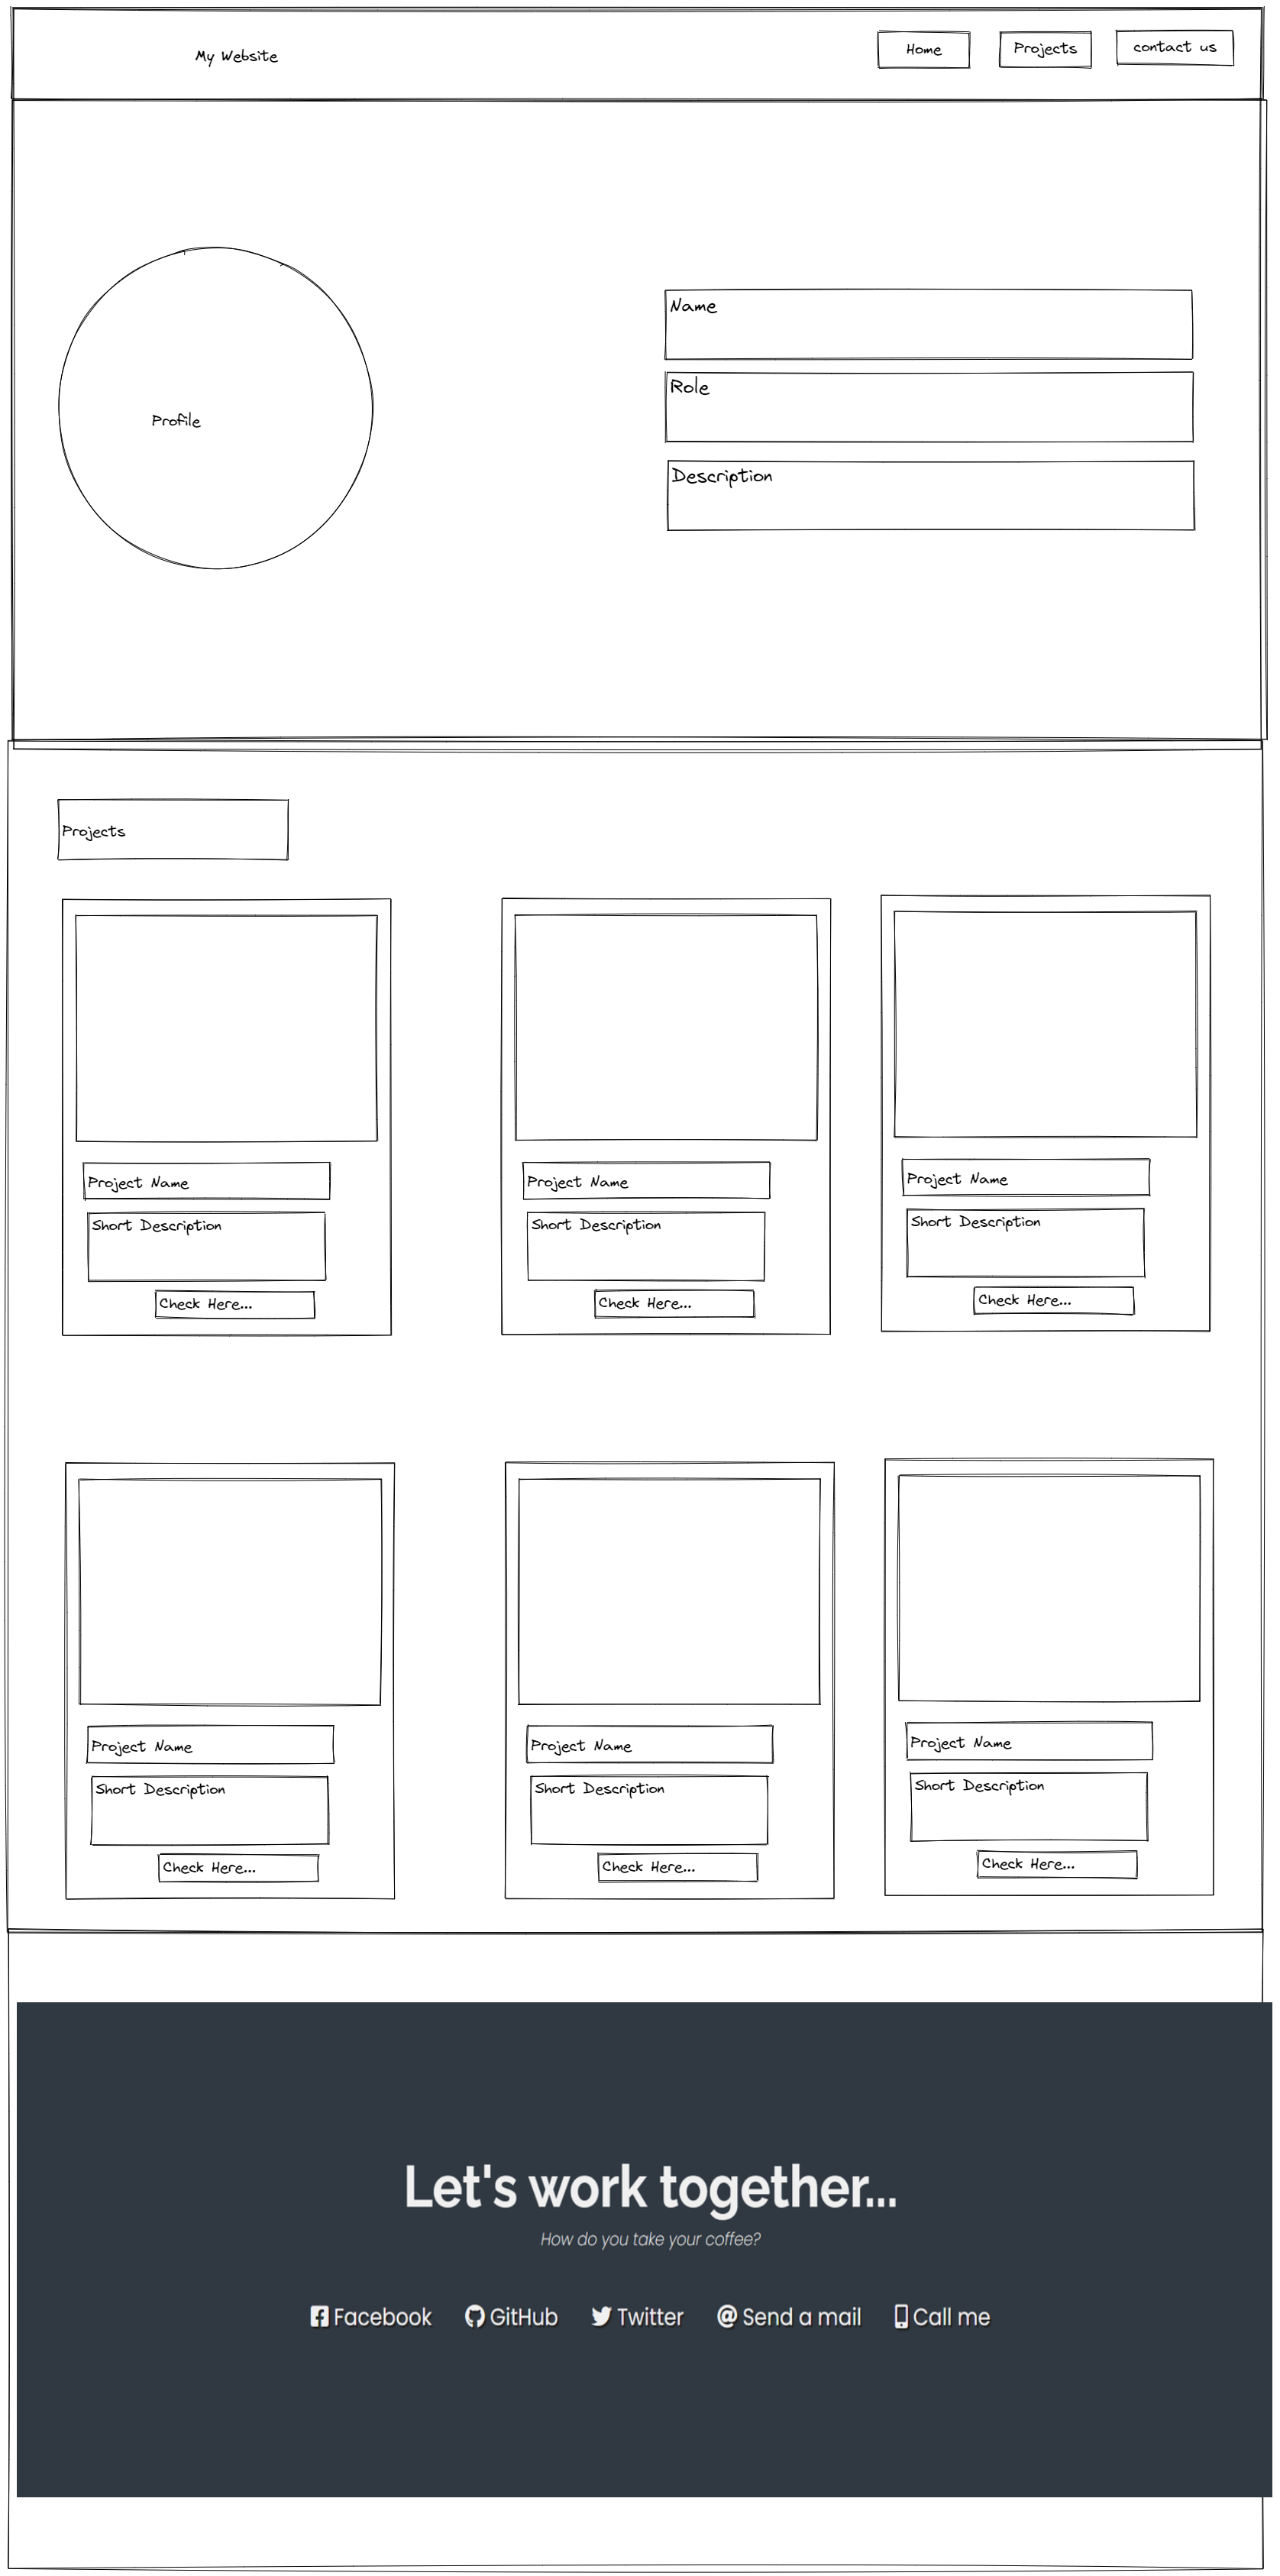 My Website
Home
Projects
contact us
Profile
Name
Role
Description
Projects
Project Name
Short Description
Check Here...
Project Name
Short Description
Check Here...
Project Name
Short Description
Check Here...
Project Name
Short Description
Check Here...
Project Name
Short Description
Check Here...
Project Name
Short Description
Check Here...
Let's work together...
How do you take your coffee?
Facebook
GitHub
Twitter
Send a mail
Call me